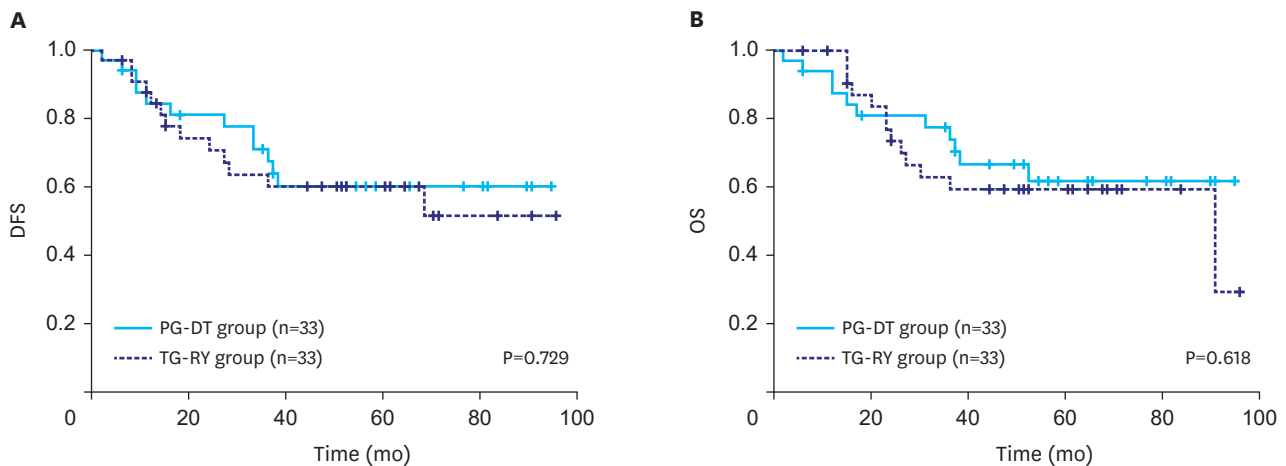 A
1.0
0.8
0.6
0.4
0.2
DFS
PG-DT group (n=33)
TG-RY group (n=33)
P=0.729
0 20 40 60 80 100
Time (mo)
B
1.0
0.8
0.6
0.4
0.2
OS
PG-DT group (n=33)
TG-RY group (n=33)
P=0.618
0 20 40 60 80 100
Time (mo)